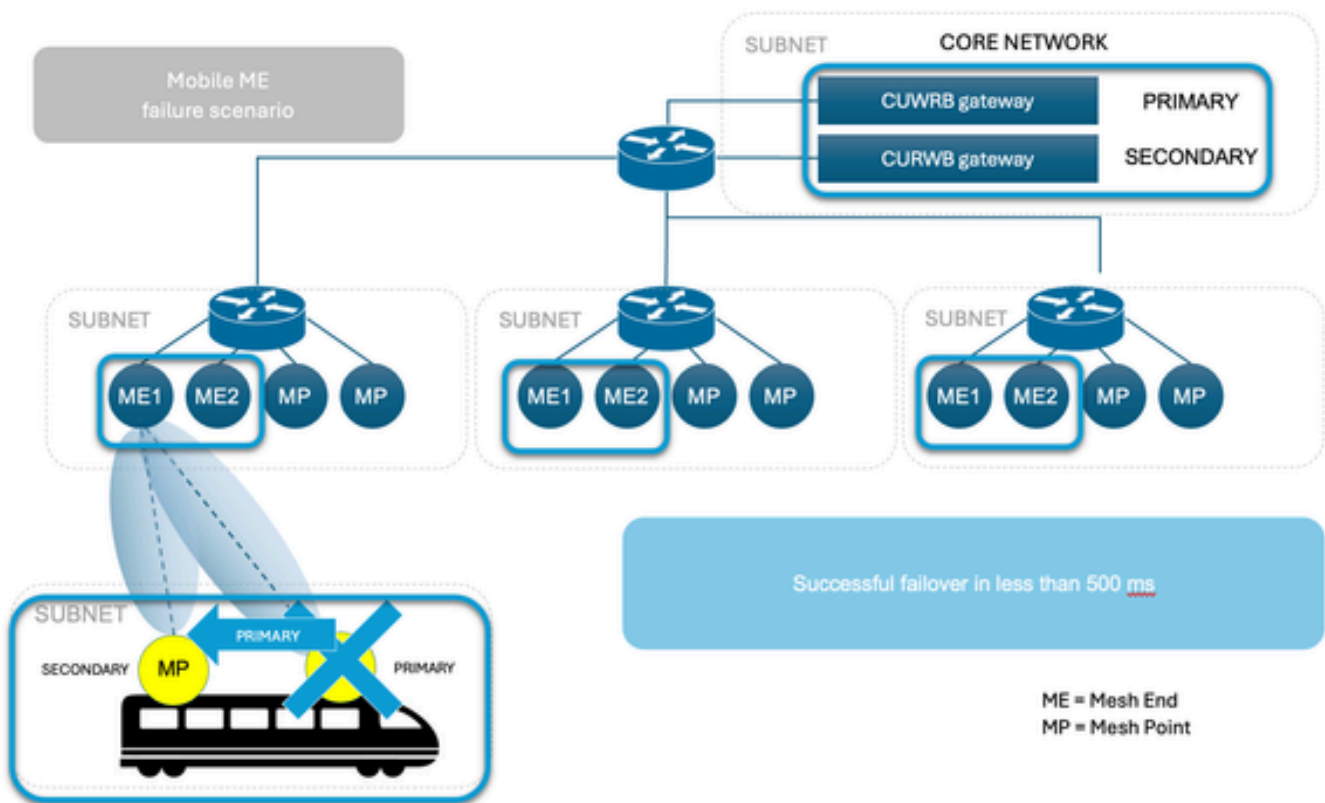 SUBNET
CORE NETWORK
Mobile ME
failure scenario
CUWRB gateway
PRIMARY
CURWB gateway
SECONDARY
SUBNET
ME1
ME2
MP
MP
SUBNET
ME1
ME2
MP
MP
SUBNET
ME1
ME2
MP
MP
Successful failover in less than 500 ms
SUBNET
PRIMARY
SECONDARY
MP
PRIMARY
ME = Mesh End
MP = Mesh Point